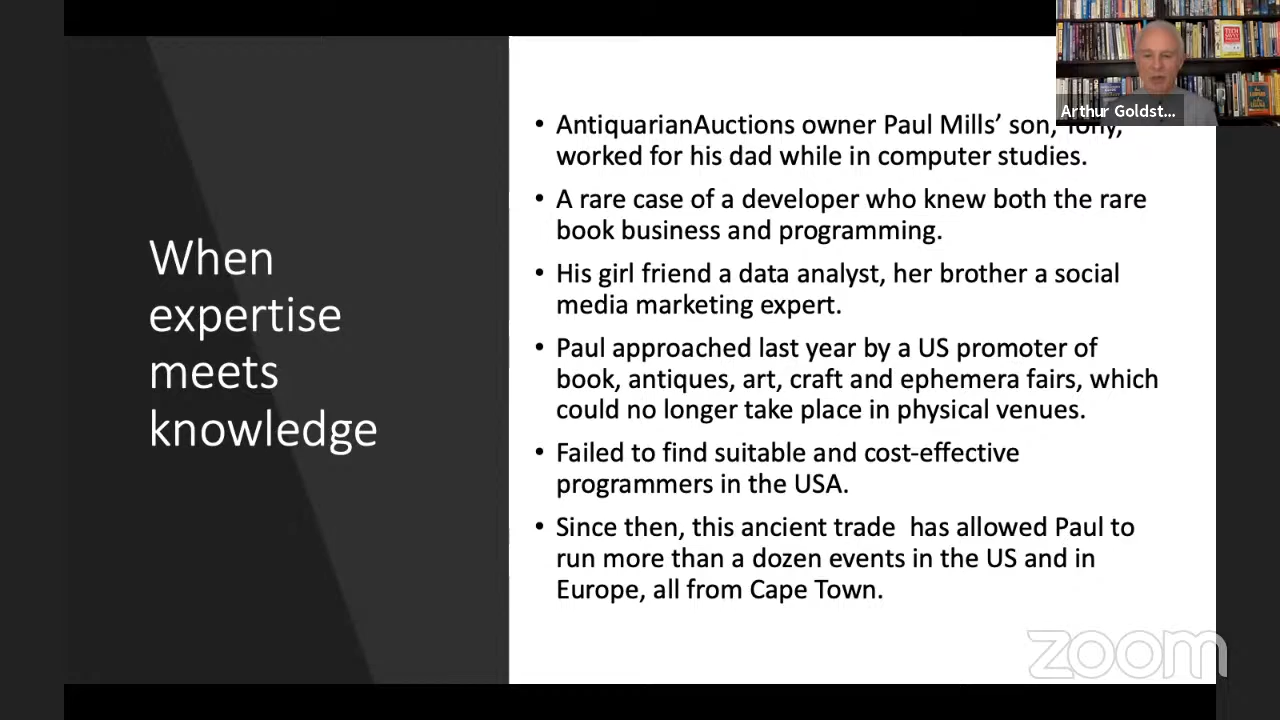 Arthur Goldst...
When
expertise
meets
knowledge
• AntiquarianAuctions owner Paul Mills' son, Tony,
worked for his dad while in computer studies.
• A rare case of a developer who knew both the rare
book business and programming.
• His girl friend a data analyst, her brother a social
media marketing expert.
• Paul approached last year by a US promoter of
book, antiques, art, craft and ephemera fairs, which
could no longer take place in physical venues.
• Failed to find suitable and cost-effective
programmers in the USA.
• Since then, this ancient trade  has allowed Paul to
run more than a dozen events in the US and in
Europe, all from Cape Town.
zoom